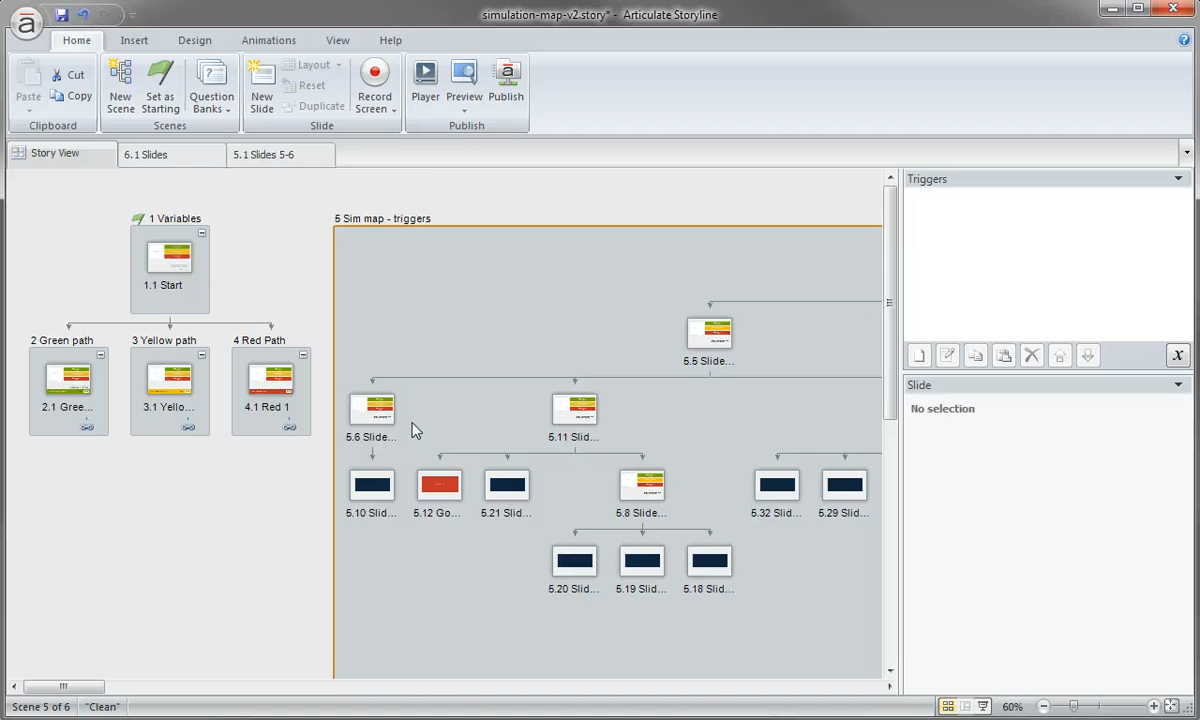 simulation-map-v2.story* - Articulate Storyline
Home Insert Design Animations View Help
Paste Cut Copy
New Scene Set as Starting Question Banks
New Slide Layout Reset Duplicate Record Screen
Player Preview Publish
Clipboard Scenes Slide Publish
Story View 6.1 Slides 5.1 Slides 5-6
Triggers
1 Variables
1.1 Start
2 Green path 3 Yellow path 4 Red Path
2.1 Gree... 3.1 Yello... 4.1 Red 1
5 Sim map - triggers
5.5 Slide...
5.6 Slide... 5.11 Slid...
5.10 Slid... 5.12 Go... 5.21 Slid... 5.8 Slide... 5.32 Slid... 5.29 Slid...
5.20 Slid... 5.19 Slid... 5.18 Slid...
x
Slide
No selection
Scene 5 of 6 "Clean" 60%